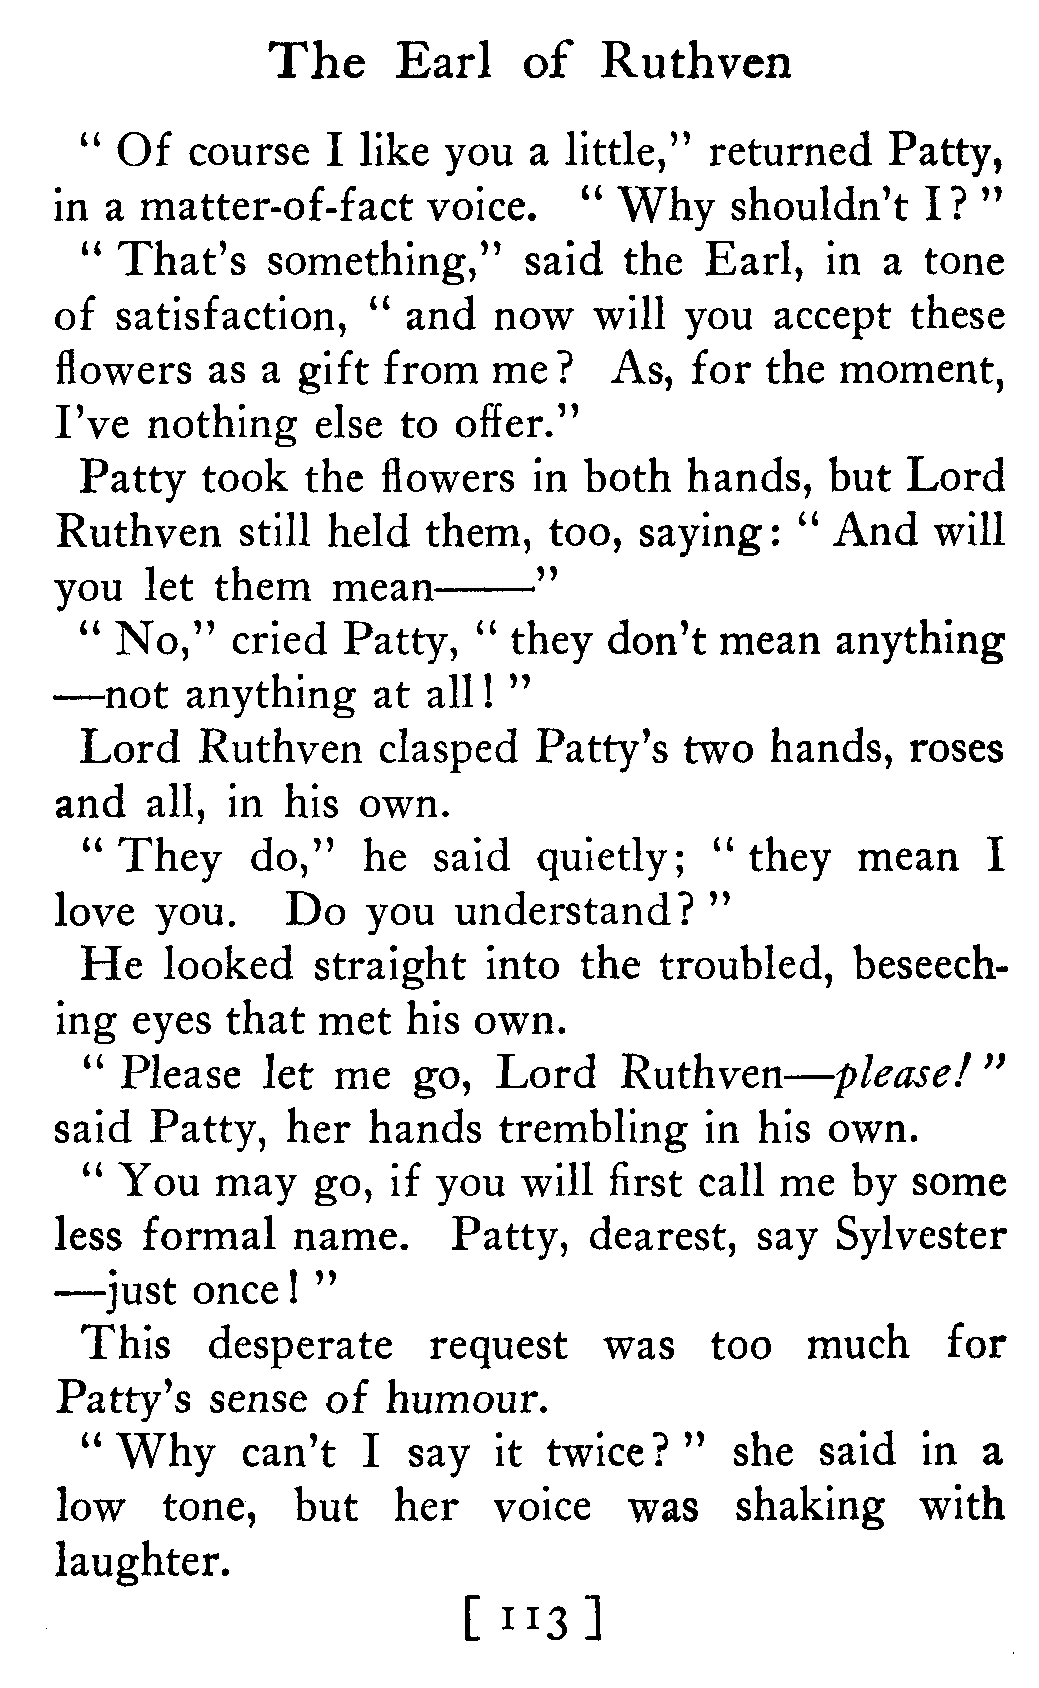 The Earl of Ruthven
“ Of course I like you a little,” returned Patty,
in a matter-of-fact voice. “ Why shouldn’t I? ”
“ That’s something,” said the Earl, in a tone
of satisfaction, “ and now will you accept these
flowers as a gift from me? As, for the moment,
I’ve nothing else to offer.”
Patty took the flowers in both hands, but Lord
Ruthven still held them, too, saying: “ And will
you let them mean——”
“ No,” cried Patty, “ they don’t mean anything
—not anything at all! ”
Lord Ruthven clasped Patty’s two hands, roses
and all, in his own.
“ They do,” he said quietly; “ they mean I
love you. Do you understand? ”
He looked straight into the troubled, beseech-
ing eyes that met his own.
“ Please let me go, Lord Ruthven—please! ”
said Patty, her hands trembling in his own.
“ You may go, if you will first call me by some
less formal name. Patty, dearest, say Sylvester
—just once! ”
This desperate request was too much for
Patty’s sense of humour.
“ Why can’t I say it twice? ” she said in a
low tone, but her voice was shaking with
laughter.
[ 113 ]